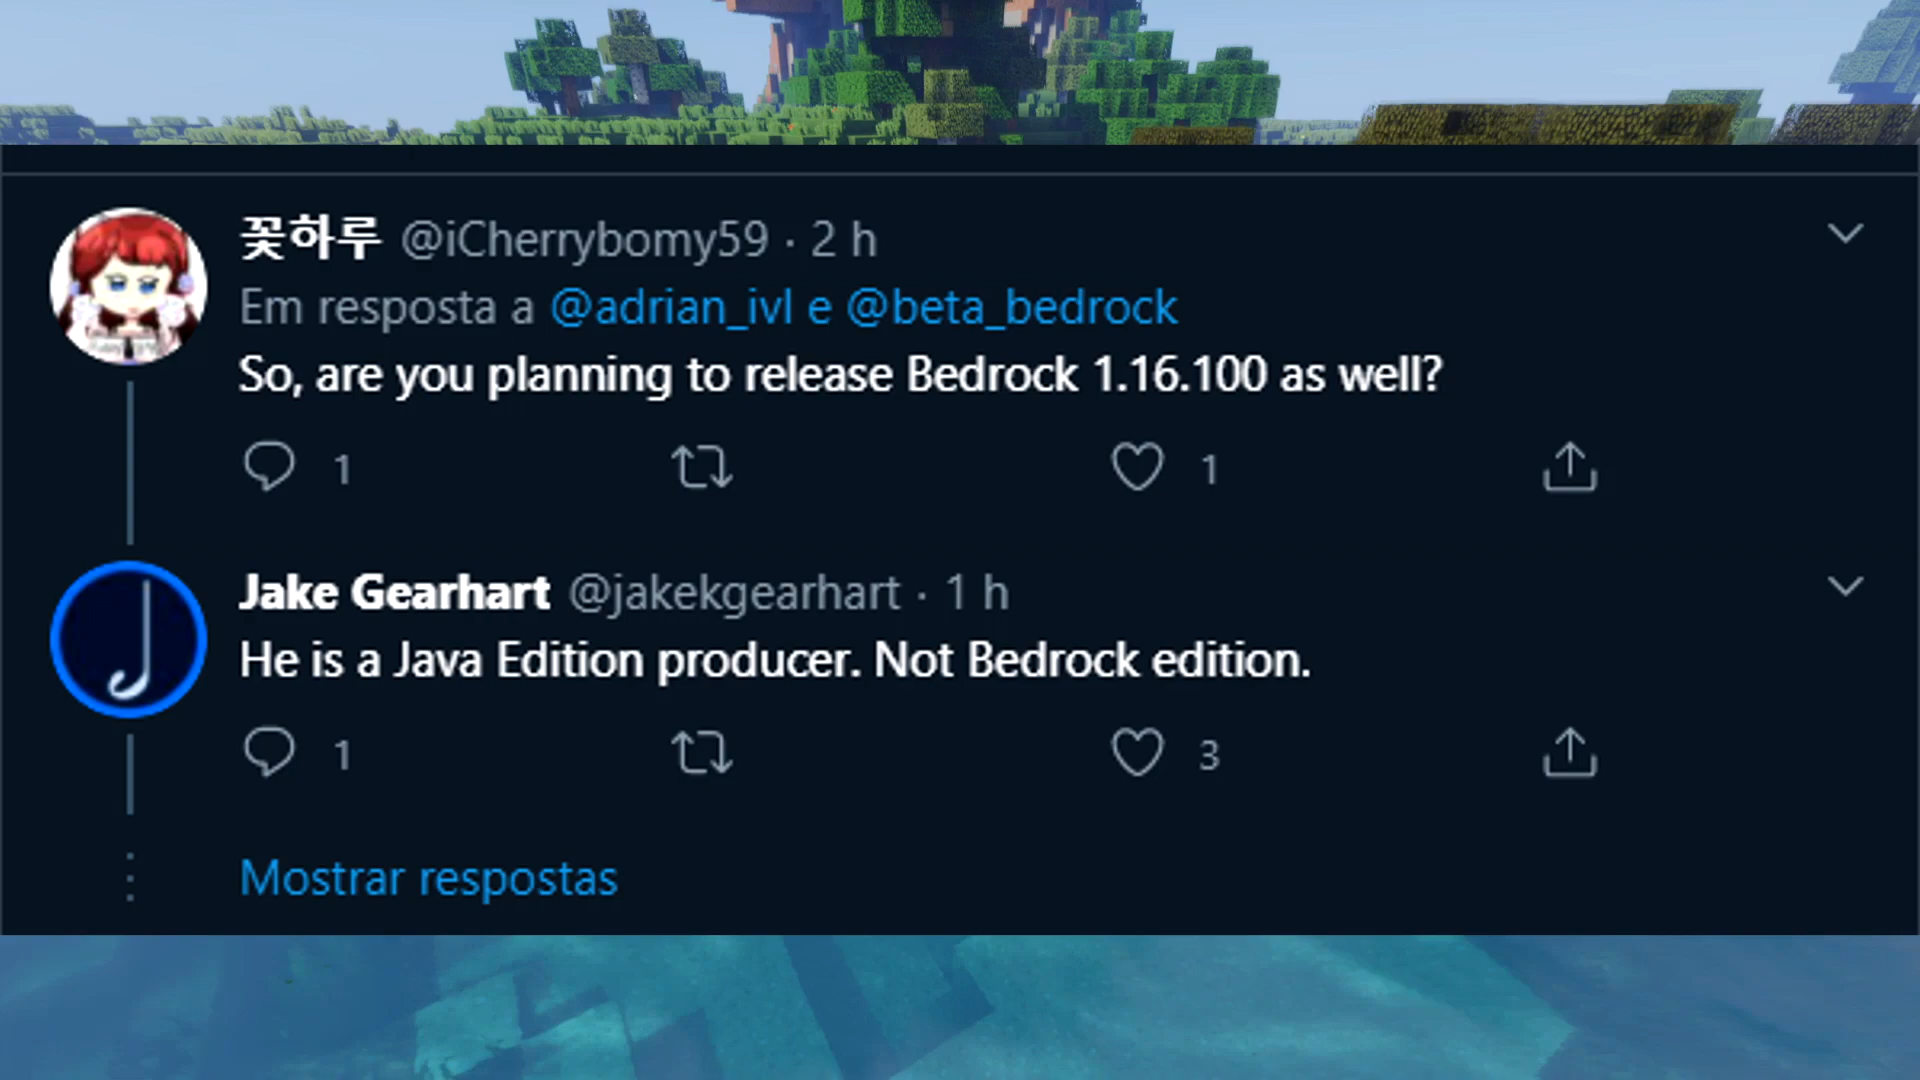 꽃하루 @iCherrybomy59 · 2 h
Em resposta a @adrian_ivl e @beta_bedrock
So, are you planning to release Bedrock 1.16.100 as well?
1 1
Jake Gearhart @jakekgearhart · 1 h
He is a Java Edition producer. Not Bedrock edition.
1 3
Mostrar respostas